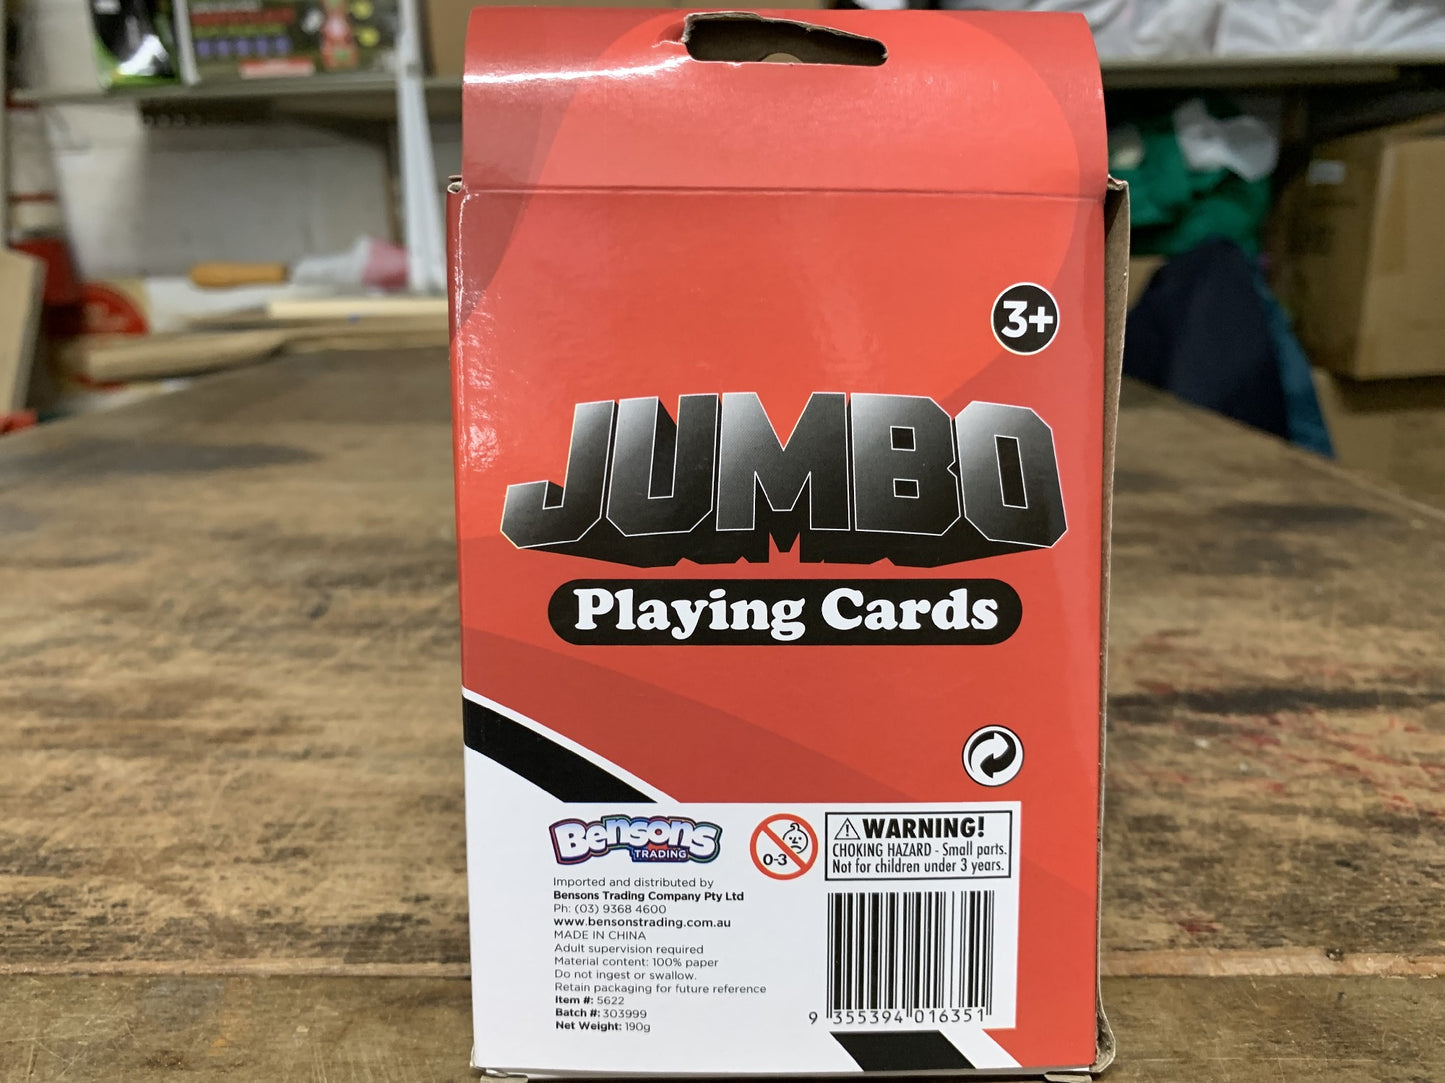 3+
JUMBO
Playing Cards
Bensons
TRADING
0-3
WARNING!
CHOKING HAZARD - Small parts.
Not for children under 3 years.
Imported and distributed by
Bensons Trading Company Pty Ltd
Ph: (03) 9368 4600
www.bensonstrading.com.au
MADE IN CHINA
Adult supervision required
Material content: 100% paper
Do not ingest or swallow.
Retain packaging for future reference
Item #: 5622
Batch #: 303999
Net Weight: 190g
9 355394 016351